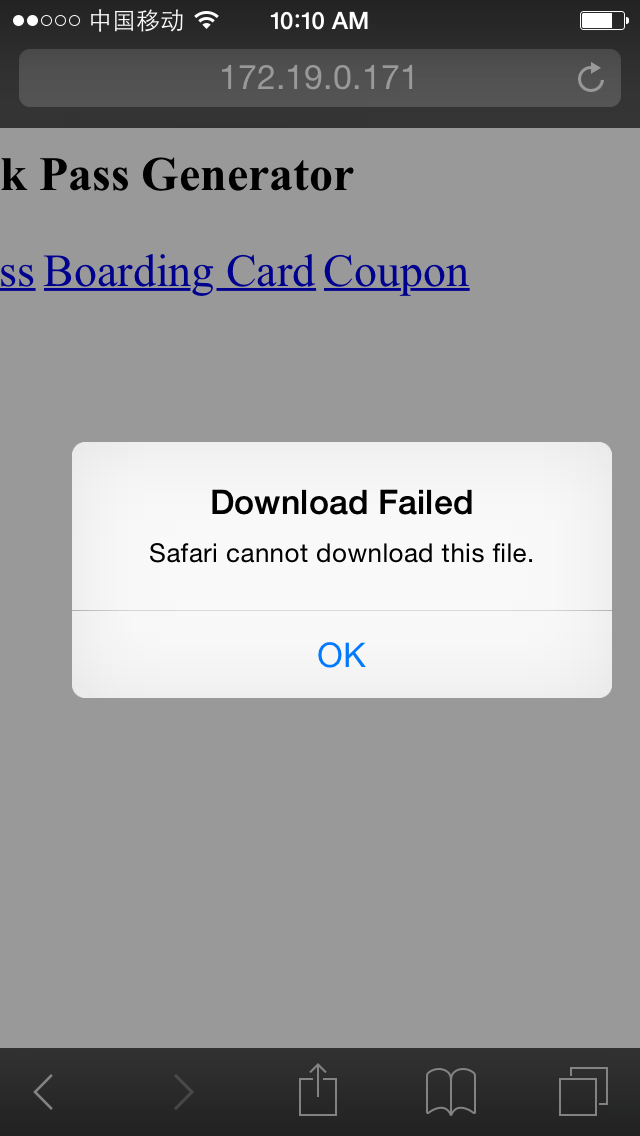 中国移动 10:10 AM
172.19.0.171
k Pass Generator
ss Boarding Card Coupon
Download Failed
Safari cannot download this file.
OK